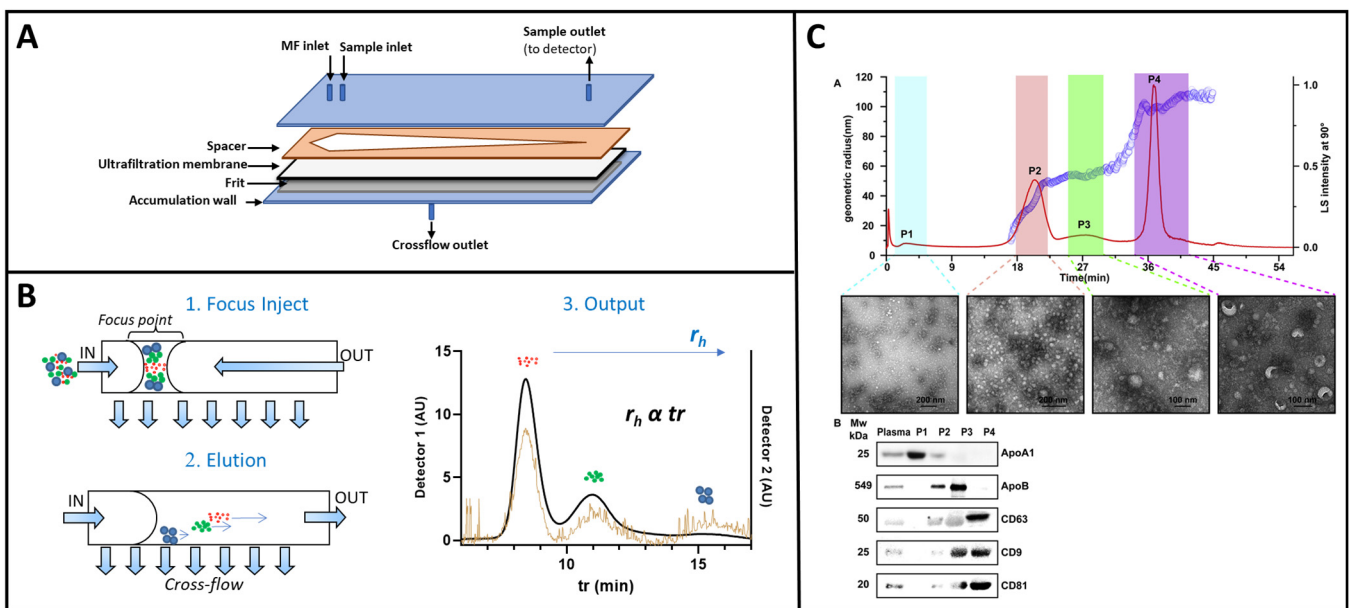 A
MF inlet
Sample inlet
Sample outlet
(to detector)
Spacer
Ultrafiltration membrane
Frit
Accumulation wall
Crossflow outlet
B
1. Focus Inject
Focus point
IN
OUT
2. Elution
IN
OUT
Cross-flow
3. Output
r_h
r_h α tr
15
10
5
0
Detector 1 (AU)
Detector 2 (AU)
10
15
tr (min)
C
A
120
100
80
60
40
20
0
geometric radius(nm)
P1
P2
P3
P4
1.0
0.5
0.0
LS intensity at 90°
0
9
18
27
36
45
54
Time(min)
200 nm
200 nm
100 nm
100 nm
B
Mw
kDa
Plasma P1 P2 P3 P4
25 ApoA1
549 ApoB
50 CD63
25 CD9
20 CD81